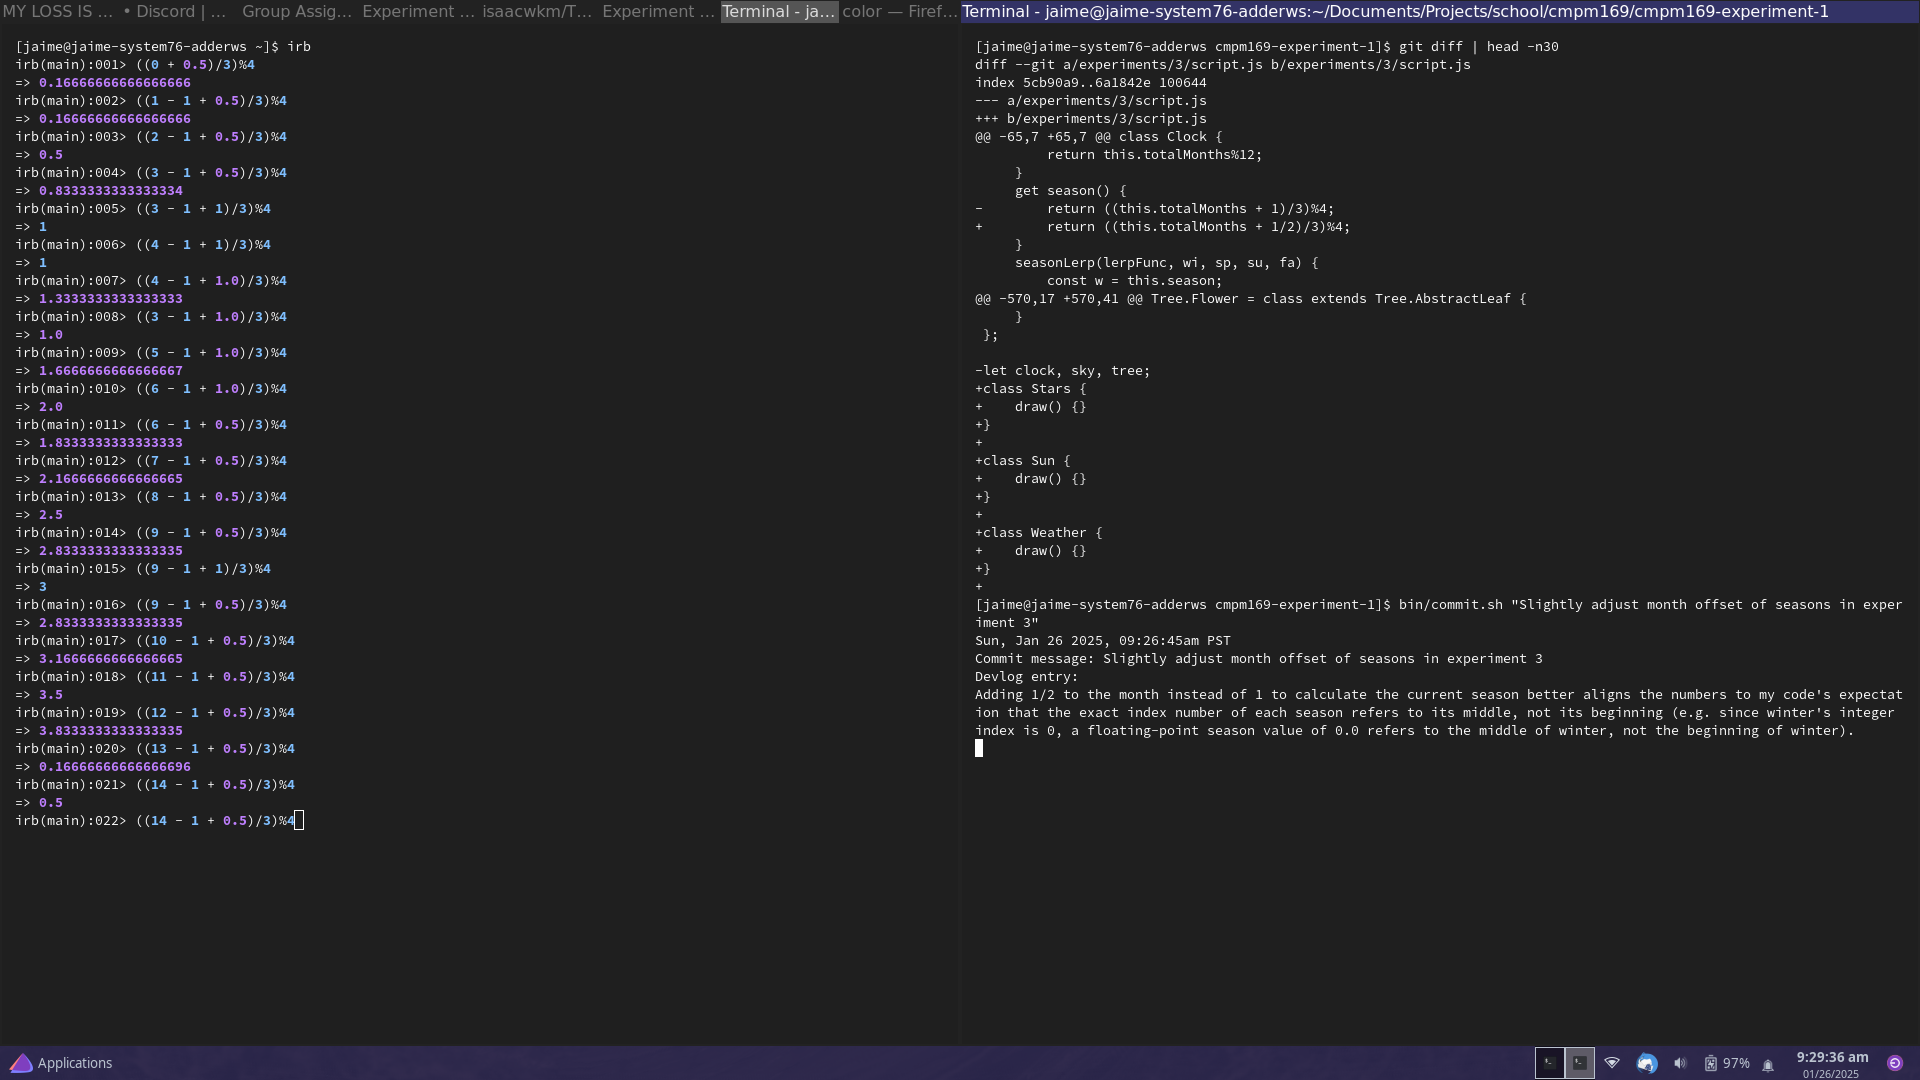 MY LOSS IS ... • Discord | ... Group Assig... Experiment ... isaacwkm/T... Experiment ... Terminal - ja... color — Firef... Terminal - jaime@jaime-system76-adderws:~/Documents/Projects/school/cmpm169/cmpm169-experiment-1
[jaime@jaime-system76-adderws ~]$ irb
irb(main):001> ((0 + 0.5)/3)%4
=> 0.16666666666666666
irb(main):002> ((1 - 1 + 0.5)/3)%4
=> 0.16666666666666666
irb(main):003> ((2 - 1 + 0.5)/3)%4
=> 0.5
irb(main):004> ((3 - 1 + 0.5)/3)%4
=> 0.8333333333333334
irb(main):005> ((3 - 1 + 1)/3)%4
=> 1
irb(main):006> ((4 - 1 + 1)/3)%4
=> 1
irb(main):007> ((4 - 1 + 1.0)/3)%4
=> 1.3333333333333333
irb(main):008> ((3 - 1 + 1.0)/3)%4
=> 1.0
irb(main):009> ((5 - 1 + 1.0)/3)%4
=> 1.6666666666666667
irb(main):010> ((6 - 1 + 1.0)/3)%4
=> 2.0
irb(main):011> ((6 - 1 + 0.5)/3)%4
=> 1.8333333333333333
irb(main):012> ((7 - 1 + 0.5)/3)%4
=> 2.1666666666666665
irb(main):013> ((8 - 1 + 0.5)/3)%4
=> 2.5
irb(main):014> ((9 - 1 + 0.5)/3)%4
=> 2.8333333333333335
irb(main):015> ((9 - 1 + 1)/3)%4
=> 3
irb(main):016> ((9 - 1 + 0.5)/3)%4
=> 2.8333333333333335
irb(main):017> ((10 - 1 + 0.5)/3)%4
=> 3.1666666666666665
irb(main):018> ((11 - 1 + 0.5)/3)%4
=> 3.5
irb(main):019> ((12 - 1 + 0.5)/3)%4
=> 3.8333333333333335
irb(main):020> ((13 - 1 + 0.5)/3)%4
=> 0.16666666666666696
irb(main):021> ((14 - 1 + 0.5)/3)%4
=> 0.5
irb(main):022> ((14 - 1 + 0.5)/3)%4
[jaime@jaime-system76-adderws cmpm169-experiment-1]$ git diff | head -n30
diff --git a/experiments/3/script.js b/experiments/3/script.js
index 5cb90a9..6a1842e 100644
--- a/experiments/3/script.js
+++ b/experiments/3/script.js
@@ -65,7 +65,7 @@ class Clock {
         return this.totalMonths%12;
     }
     get season() {
-        return ((this.totalMonths + 1)/3)%4;
+        return ((this.totalMonths + 1/2)/3)%4;
     }
     seasonLerp(lerpFunc, wi, sp, su, fa) {
         const w = this.season;
@@ -570,17 +570,41 @@ Tree.Flower = class extends Tree.AbstractLeaf {
     }
 };

-let clock, sky, tree;
+class Stars {
+    draw() {}
+}
+
+class Sun {
+    draw() {}
+}
+
+class Weather {
+    draw() {}
+}
+
[jaime@jaime-system76-adderws cmpm169-experiment-1]$ bin/commit.sh "Slightly adjust month offset of seasons in exper
iment 3"
Sun, Jan 26 2025, 09:26:45am PST
Commit message: Slightly adjust month offset of seasons in experiment 3
Devlog entry:
Adding 1/2 to the month instead of 1 to calculate the current season better aligns the numbers to my code's expectat
ion that the exact index number of each season refers to its middle, not its beginning (e.g. since winter's integer
index is 0, a floating-point season value of 0.0 refers to the middle of winter, not the beginning of winter).
Applications
97%
9:29:36 am
01/26/2025